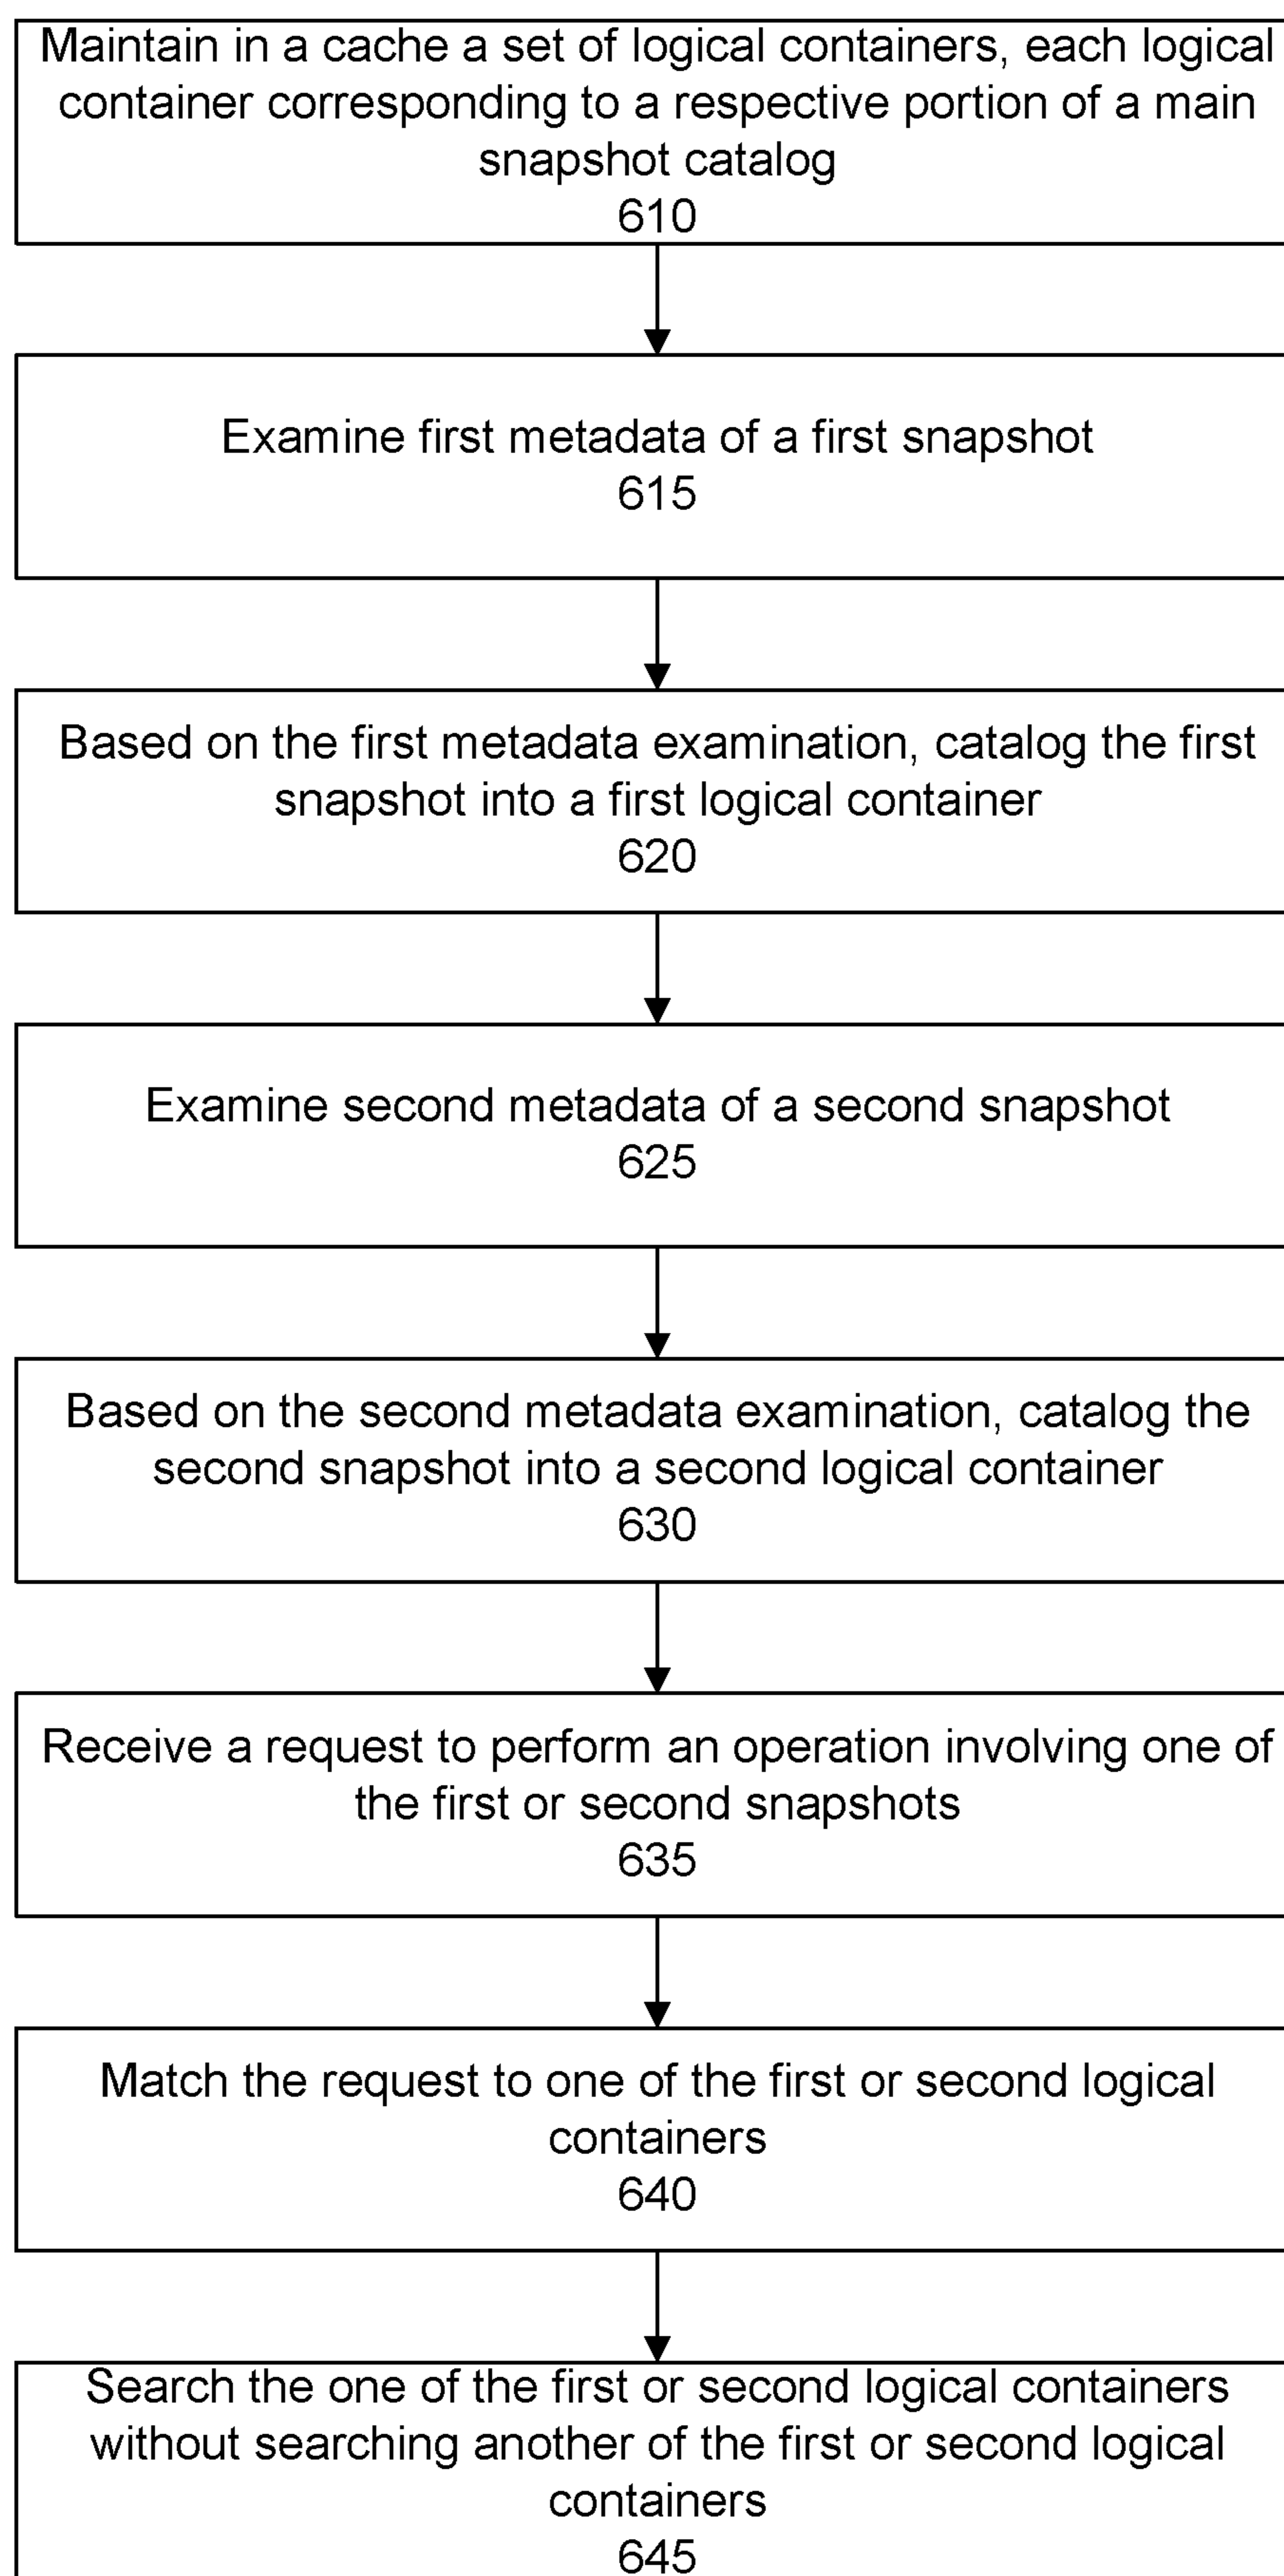 Maintain in a cache a set of logical containers, each logical
container corresponding to a respective portion of a main
snapshot catalog
610
Examine first metadata of a first snapshot
615
Based on the first metadata examination, catalog the first
snapshot into a first logical container
620
Examine second metadata of a second snapshot
625
Based on the second metadata examination, catalog the
second snapshot into a second logical container
630
Receive a request to perform an operation involving one of
the first or second snapshots
635
Match the request to one of the first or second logical
containers
640
Search the one of the first or second logical containers
without searching another of the first or second logical
containers
645